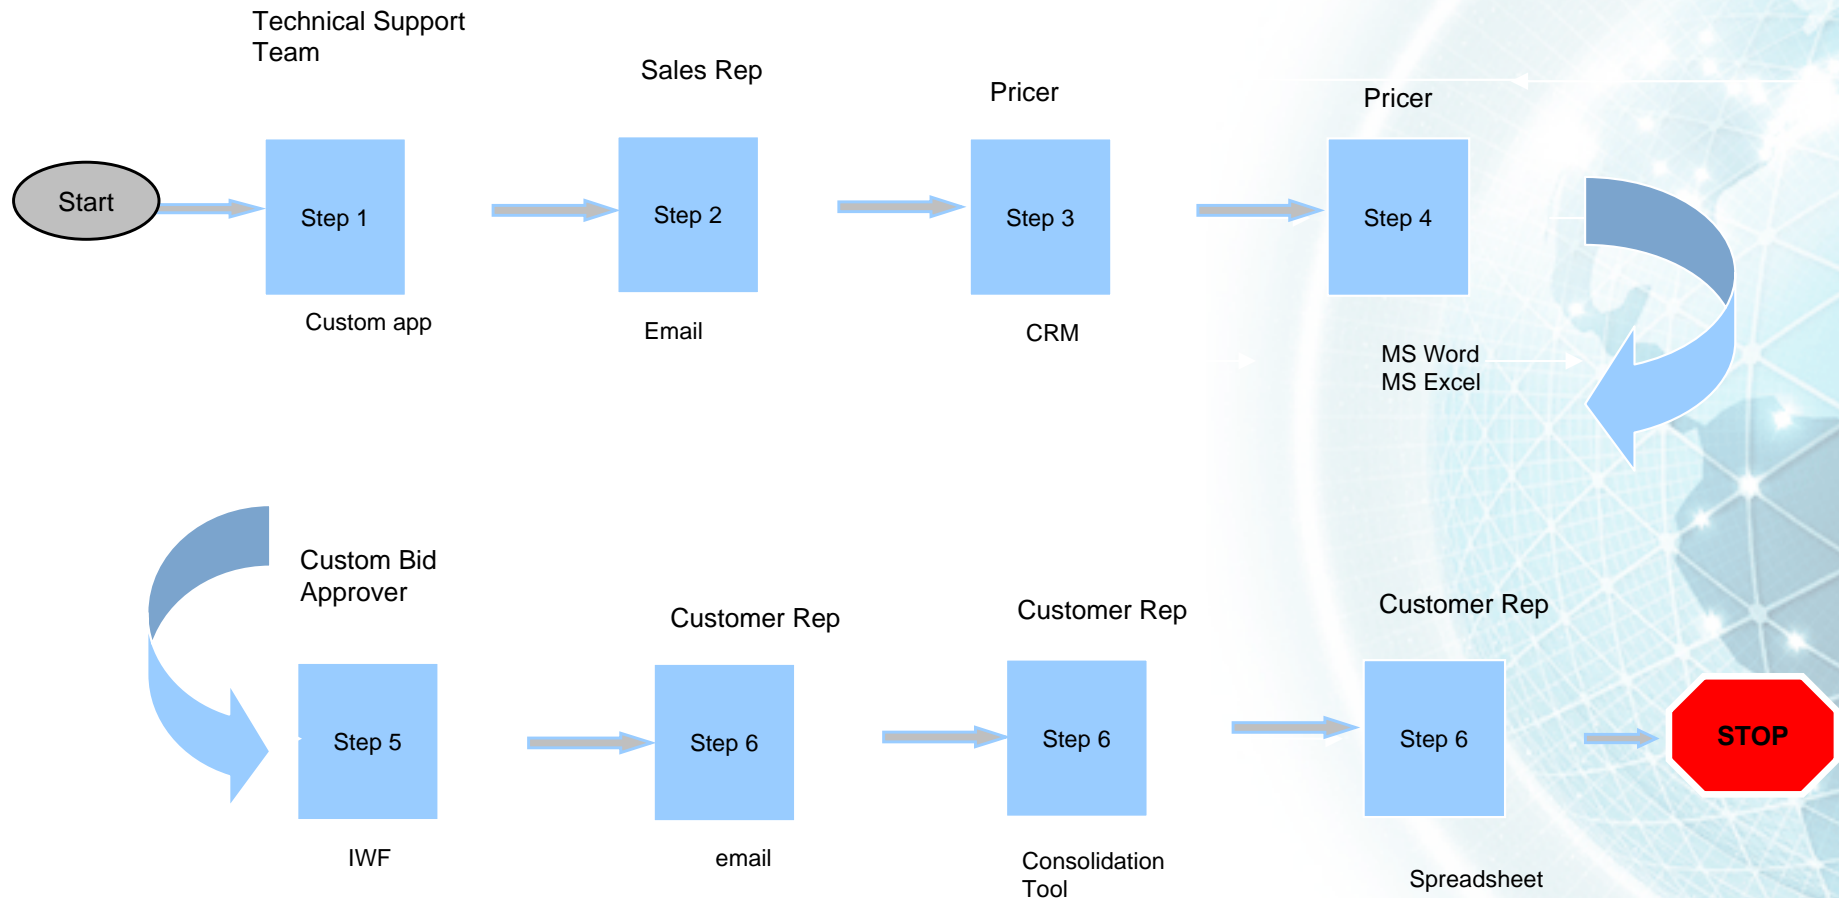 Technical Support
Team
Sales Rep
Pricer
Pricer
Start
Step 1
Step 2
Step 3
Step 4
Custom app
Email
CRM
MS Word
MS Excel
Custom Bid
Approver
Customer Rep
Customer Rep
Customer Rep
Step 5
Step 6
Step 6
Step 6
STOP
IWF
email
Consolidation
Tool
Spreadsheet